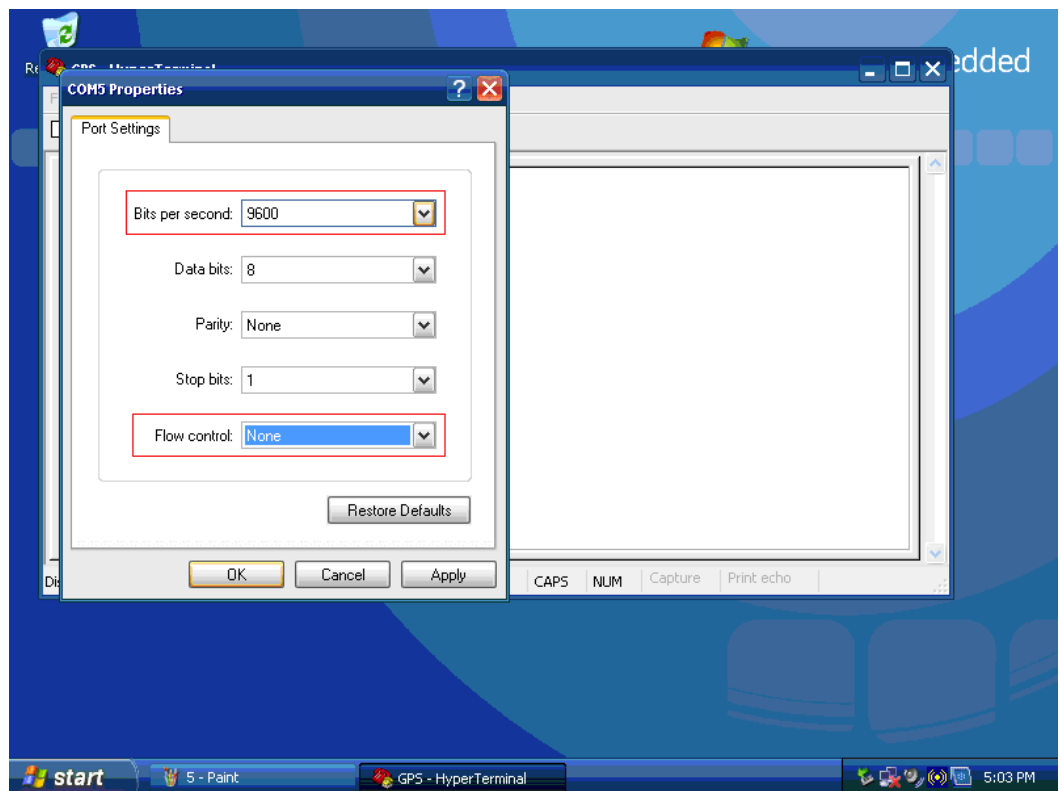 edded
GPS - HyperTerminal
COM5 Properties
Port Settings
Bits per second: 9600
Data bits: 8
Parity: None
Stop bits: 1
Flow control: None
Restore Defaults
OK Cancel Apply
CAPS NUM Capture Print echo
start 5 - Paint GPS - HyperTerminal 5:03 PM